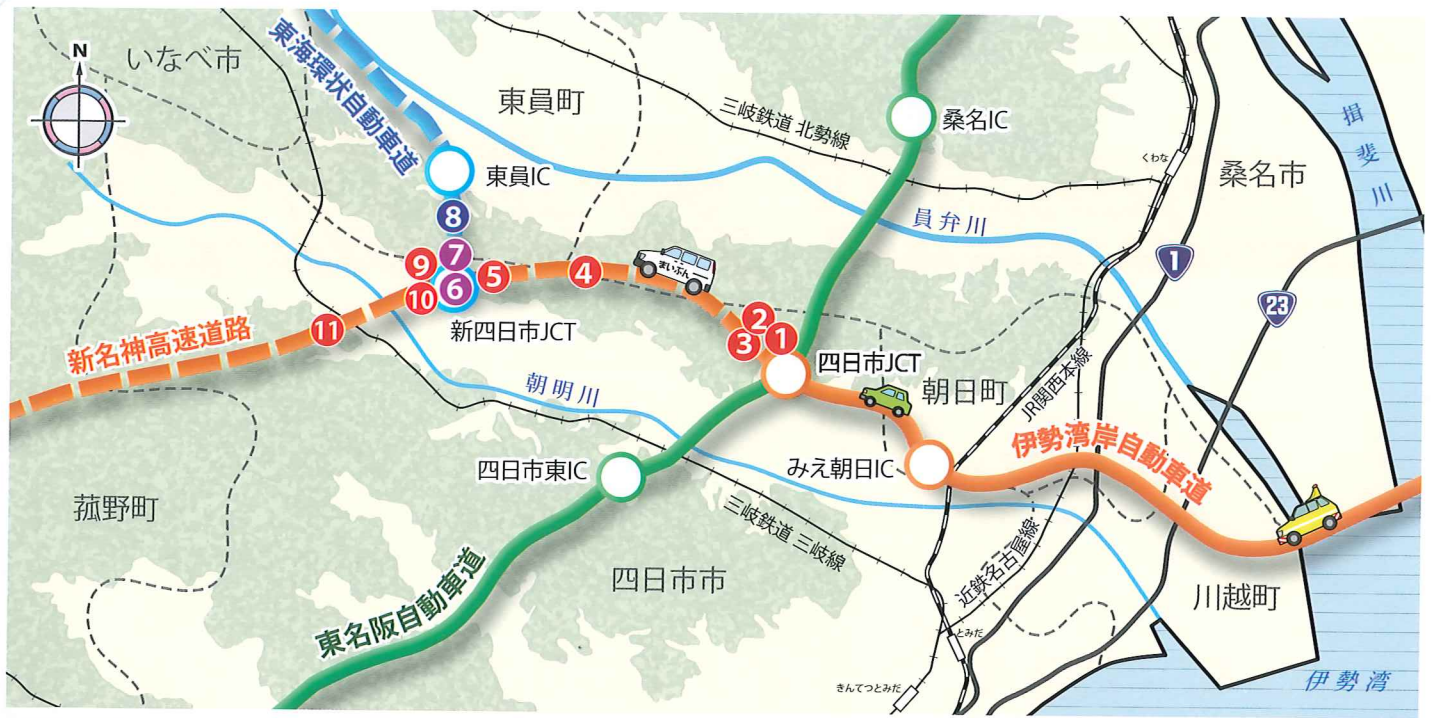 N
いなべ市
東海環状自動車道
東員町
三岐鉄道 北勢線
桑名IC
くわな
桑名市
揖斐川
東員IC
員弁川
8
7
9
6
5
4
まいぶん
1
23
10
11
新四日市JCT
2
3
1
四日市JCT
新名神高速道路
朝明川
朝日町
JR関西本線
伊勢湾岸自動車道
みえ朝日IC
四日市東IC
菰野町
三岐鉄道 三岐線
近鉄名古屋線
四日市市
川越町
東名阪自動車道
とみだ
きんてつとみだ
伊勢湾